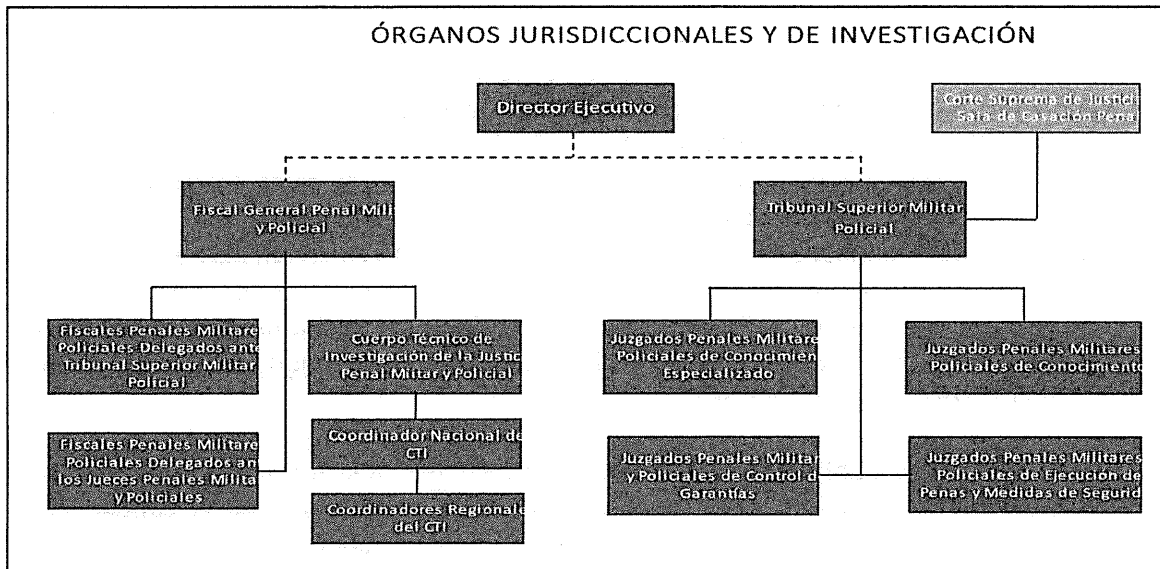 ÓRGANOS JURISDICCIONALES Y DE INVESTIGACIÓN
Director Ejecutivo
Corte Suprema de Justici
Sala de Casación Pena
Fiscal General Penal Mili
y Policial
Tribunal Superior Militar
Policial
Fiscales Penales Militare
Policiales Delegados ante
Tribunal Superior Militar
Policial
Cuerpo Técnico de
Investigación de la Justic
Penal Miitar y Policial
Juzgados Penales Militare
Policiales de Conocimien
Especializado
Juzgados Penales Militares
Policiales de Conocimiento
Fiscales Penales Militare
Policiales Delegados an
los Jueces Penales Milita
y Policiales
Coordinador Nacional de
CTI
Coordinadores Regionale
del CTI
Juzgados Penales Militar
y Policiales de Control d
Garantías
Juzgados Penales Militares
Policiales de Ejecución de
Penas y Medidas de Segurid